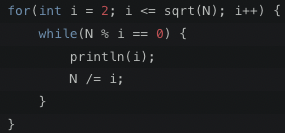 for(int i = 2; i <= sqrt(N); i++) {
    while(N % i == 0) {
        println(i);
        N /= i;
    }
}